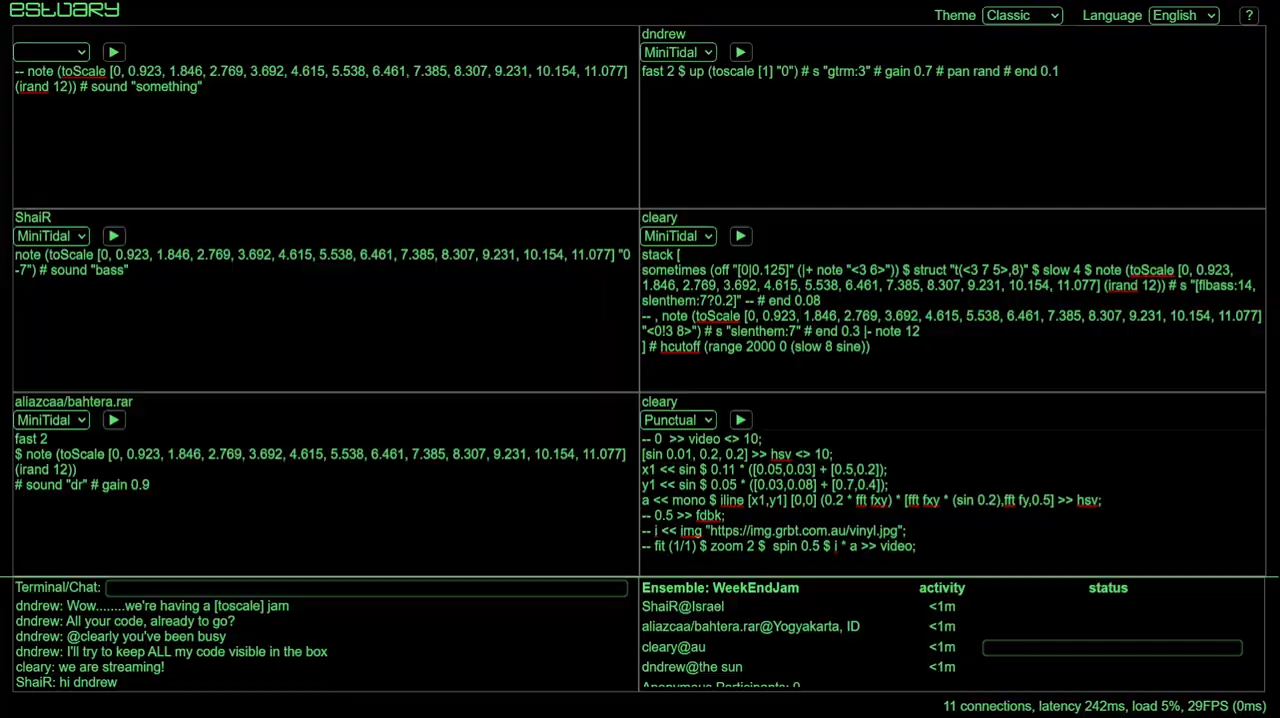 estuary
Theme Classic Language English ?
-- note (toScale [0, 0.923, 1.846, 2.769, 3.692, 4.615, 5.538, 6.461, 7.385, 8.307, 9.231, 10.154, 11.077]
(irand 12)) # sound "something"
dndrew
MiniTidal
fast 2 $ up (toscale [1] "0") # s "gtrm:3" # gain 0.7 # pan rand # end 0.1
ShaiR
MiniTidal
note (toScale [0, 0.923, 1.846, 2.769, 3.692, 4.615, 5.538, 6.461, 7.385, 8.307, 9.231, 10.154, 11.077] "0
-7") # sound "bass"
cleary
MiniTidal
stack [
sometimes (off "[0|0.125]" (|+ note "<3 6>")) $ struct "t(<3 7 5>,8)" $ slow 4 $ note (toScale [0, 0.923,
1.846, 2.769, 3.692, 4.615, 5.538, 6.461, 7.385, 8.307, 9.231, 10.154, 11.077] (irand 12)) # s "[flbass:14,
slenthem:7?0.2]" -- # end 0.08
-- , note (toScale [0, 0.923, 1.846, 2.769, 3.692, 4.615, 5.538, 6.461, 7.385, 8.307, 9.231, 10.154, 11.077]
"<0!3 8>") # s "slenthem:7" # end 0.3 |- note 12
] # hcutoff (range 2000 0 (slow 8 sine))
aliazcaa/bahtera.rar
MiniTidal
fast 2
$ note (toScale [0, 0.923, 1.846, 2.769, 3.692, 4.615, 5.538, 6.461, 7.385, 8.307, 9.231, 10.154, 11.077]
(irand 12))
# sound "dr" # gain 0.9
cleary
Punctual
-- 0  >> video <> 10;
[sin 0.01, 0.2, 0.2] >> hsv <> 10;
x1 << sin $ 0.11 * ([0.05,0.03] + [0.5,0.2]);
y1 << sin $ 0.05 * ([0.03,0.08] + [0.7,0.4]);
a << mono $ iline [x1,y1] [0,0] (0.2 * fft fxy) * [fft fxy * (sin 0.2),fft fy,0.5] >> hsv;
-- 0.5 >> fdbk;
-- i << img "https://img.grbt.com.au/vinyl.jpg";
-- fit (1/1) $ zoom 2 $  spin 0.5 $ i * a >> video;
Terminal/Chat:
dndrew: Wow........we're having a [toscale] jam
dndrew: All your code, already to go?
dndrew: @clearly you've been busy
dndrew: I'll try to keep ALL my code visible in the box
cleary: we are streaming!
ShaiR: hi dndrew
Ensemble: WeekEndJam activity status
ShaiR@Israel <1m
aliazcaa/bahtera.rar@Yogyakarta, ID <1m
cleary@au <1m
dndrew@the sun <1m
Anonymous Participants: 0
11 connections, latency 242ms, load 5%, 29FPS (0ms)